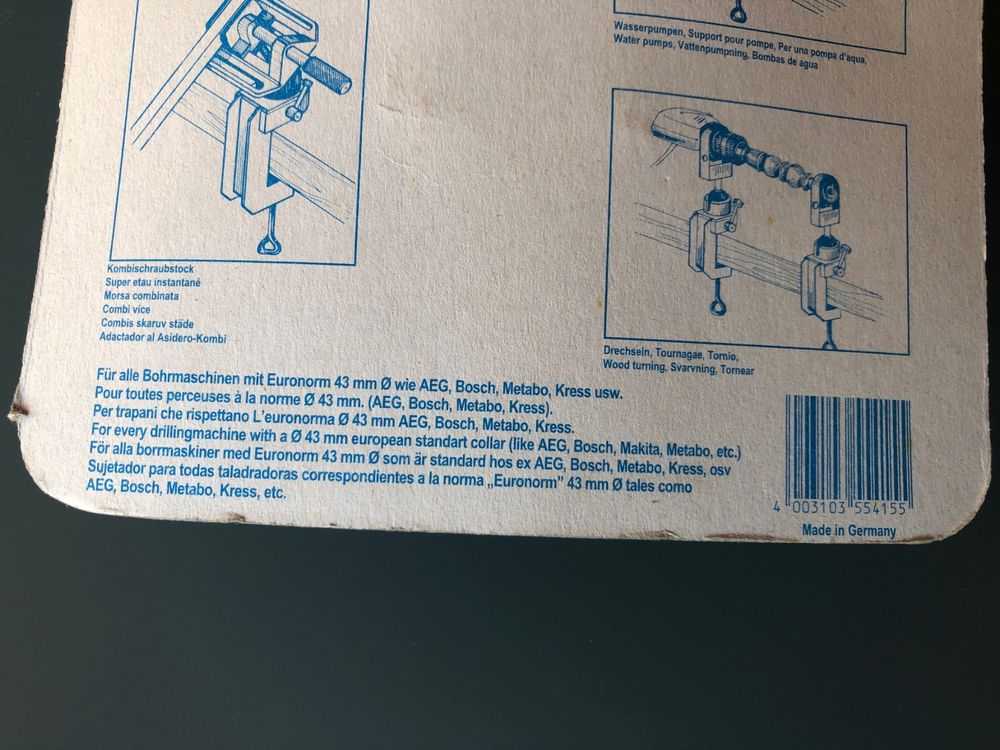 Wasserpumpen, Support pour pompe, Per una pompa d'aqua,
Water pumps, Vattenpumpning, Bombas de agua
Kombischraubstock
Super etau instantané
Morsa combinata
Combi vice
Combis skaruv städe
Adactador al Asidero-Kombi
Drechseln, Tournagae, Tornio,
Wood turning, Svarvning, Tornear
Für alle Bohrmaschinen mit Euronorm 43 mm Ø wie AEG, Bosch, Metabo, Kress usw.
Pour toutes perceuses à la norme Ø 43 mm. (AEG, Bosch, Metabo, Kress).
Per trapani che rispettano L'euronorma Ø 43 mm AEG, Bosch, Metabo, Kress.
For every drillingmachine with a Ø 43 mm european standart collar (like AEG, Bosch, Makita, Metabo, etc.)
För alla borrmaskiner med Euronorm 43 mm Ø som är standard hos ex AEG, Bosch, Metabo, Kress, osv
Sujetador para todas taladradoras correspondientes a la norma „Euronorm" 43 mm Ø tales como
AEG, Bosch, Metabo, Kress, etc.
4 003103 554155
Made in Germany